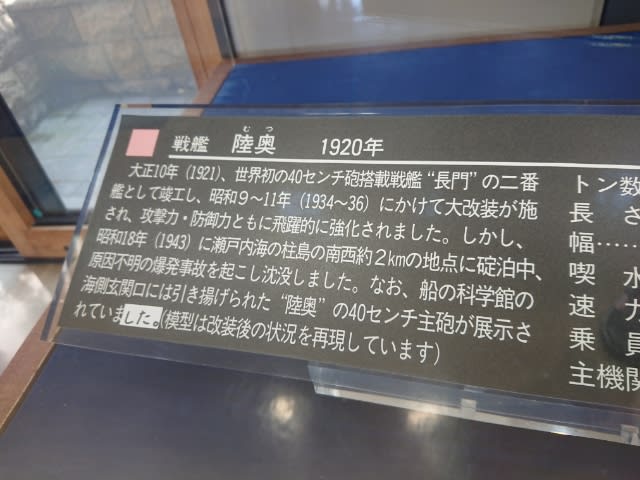 むつ
戦艦 陸奥 1920年
大正10年（1921）、世界初の40センチ砲搭載戦艦“長門”の二番
艦として竣工し、昭和９～11年（1934～36）にかけて大改装が施
され、攻撃力・防御力ともに飛躍的に強化されました。しかし、
昭和18年（1943）に瀬戸内海の柱島の南西約２kmの地点に碇泊中、
原因不明の爆発事故を起こし沈没しました。なお、船の科学館の
海側玄関口には引き揚げられた“陸奥”の40センチ主砲が展示さ
れていました。（模型は改装後の状況を再現しています）
トン数
長 さ
幅……
喫 水
速 力
乗 員
主機関